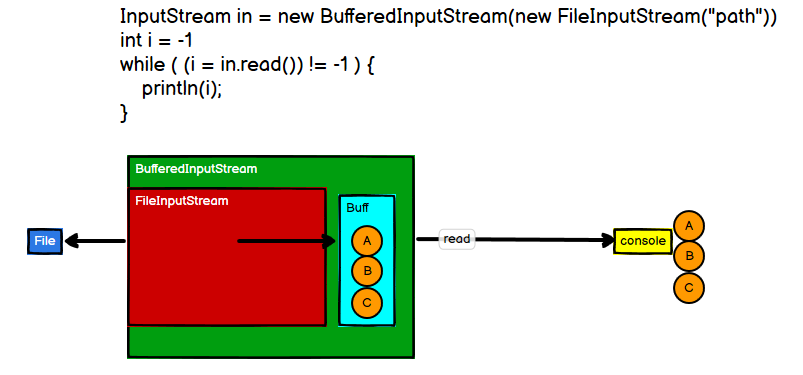 InputStream in = new BufferedInputStream(new FileInputStream("path"))
int i = -1
while ( (i = in.read()) != -1 ) {
println(i);
}
BufferedInputStream
FileInputStream
Buff
File
A
B
C
read
console
A
B
C